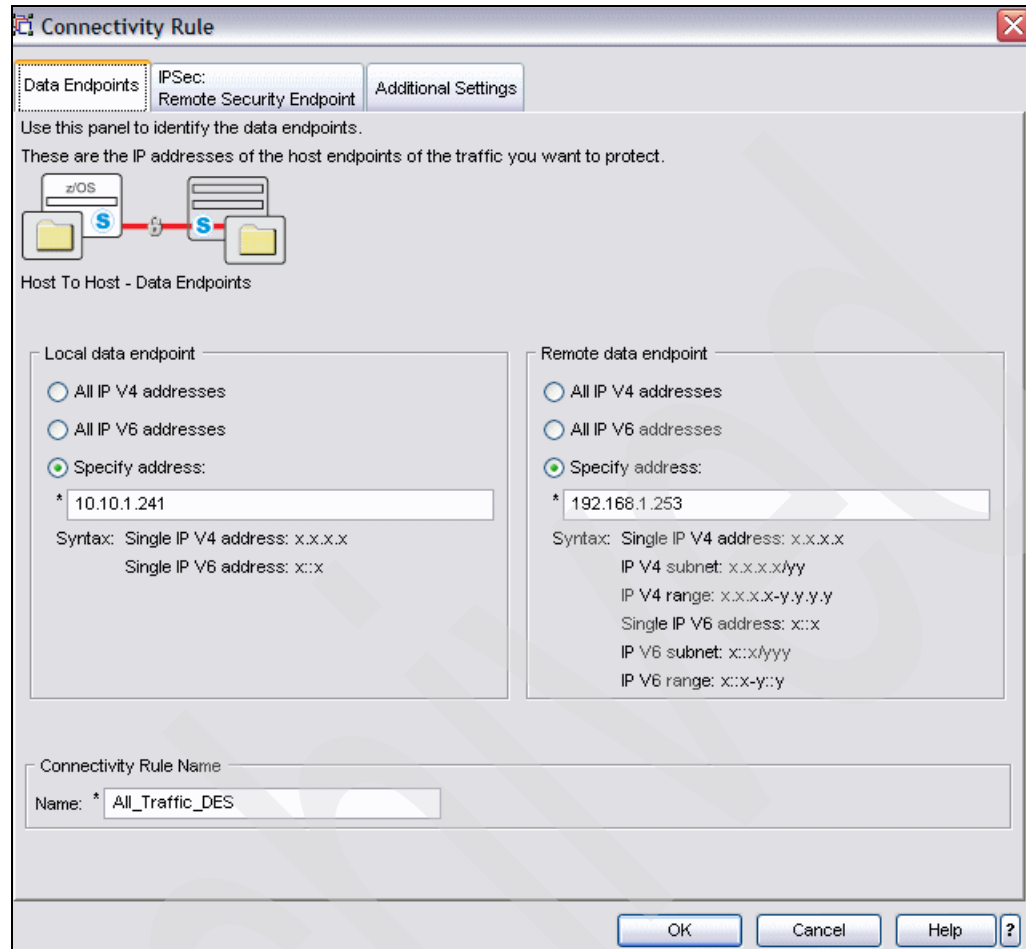 Connectivity Rule
Data Endpoints
IPSec:
Remote Security Endpoint
Additional Settings
Use this panel to identify the data endpoints.
These are the IP addresses of the host endpoints of the traffic you want to protect.
z/OS
S
S
Host To Host - Data Endpoints
Local data endpoint
All IP V4 addresses
All IP V6 addresses
Specify address:
* 10.10.1.241
Syntax: Single IP V4 address: x.x.x.x
Single IP V6 address: x::x
Remote data endpoint
All IP V4 addresses
All IP V6 addresses
Specify address:
* 192.168.1.253
Syntax: Single IP V4 address: x.x.x.x
IP V4 subnet: x.x.x.x/yy
IP V4 range: x.x.x.x-y.y.y.y
Single IP V6 address: x::x
IP V6 subnet: x::x/yyy
IP V6 range: x::x-y::y
Connectivity Rule Name
Name: * All_Traffic_DES
OK
Cancel
Help
?